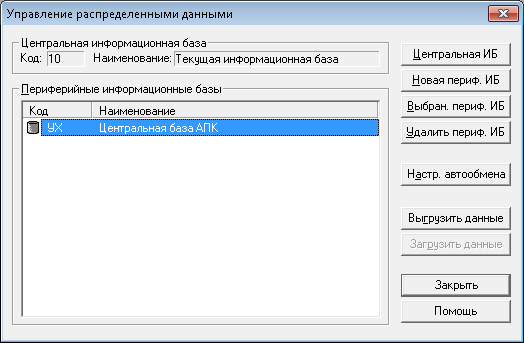 Управление распределенными данными
Центральная информационная база
Код: 10 Наименование: Текущая информационная база
Периферийные информационные базы
Код Наименование
УХ Центральная база АПК
Центральная ИБ
Новая периф. ИБ
Выбран. периф. ИБ
Удалить периф. ИБ
Настр. автообмена
Выгрузить данные
Загрузить данные
Закрыть
Помощь